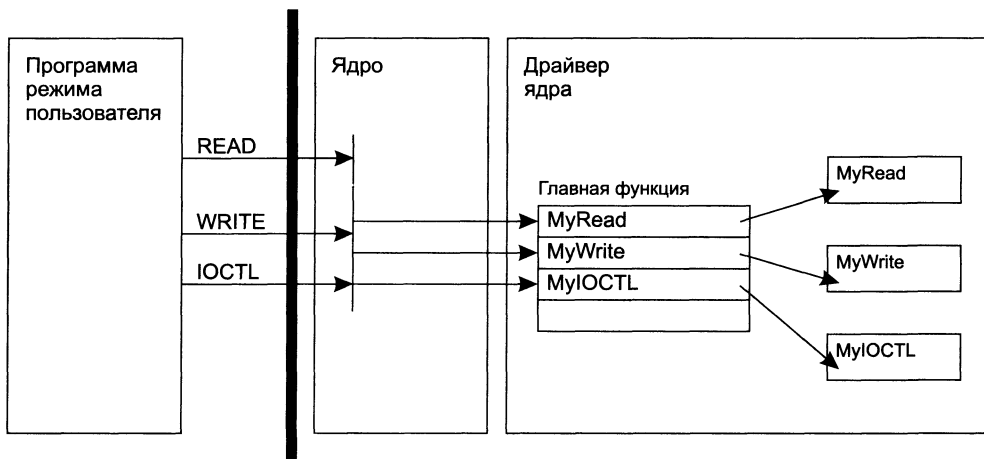 Программа
режима
пользователя
READ
WRITE
IOCTL
Ядро
Драйвер
ядра
Главная функция
MyRead
MyWrite
MyIOCTL
MyRead
MyWrite
MyIOCTL